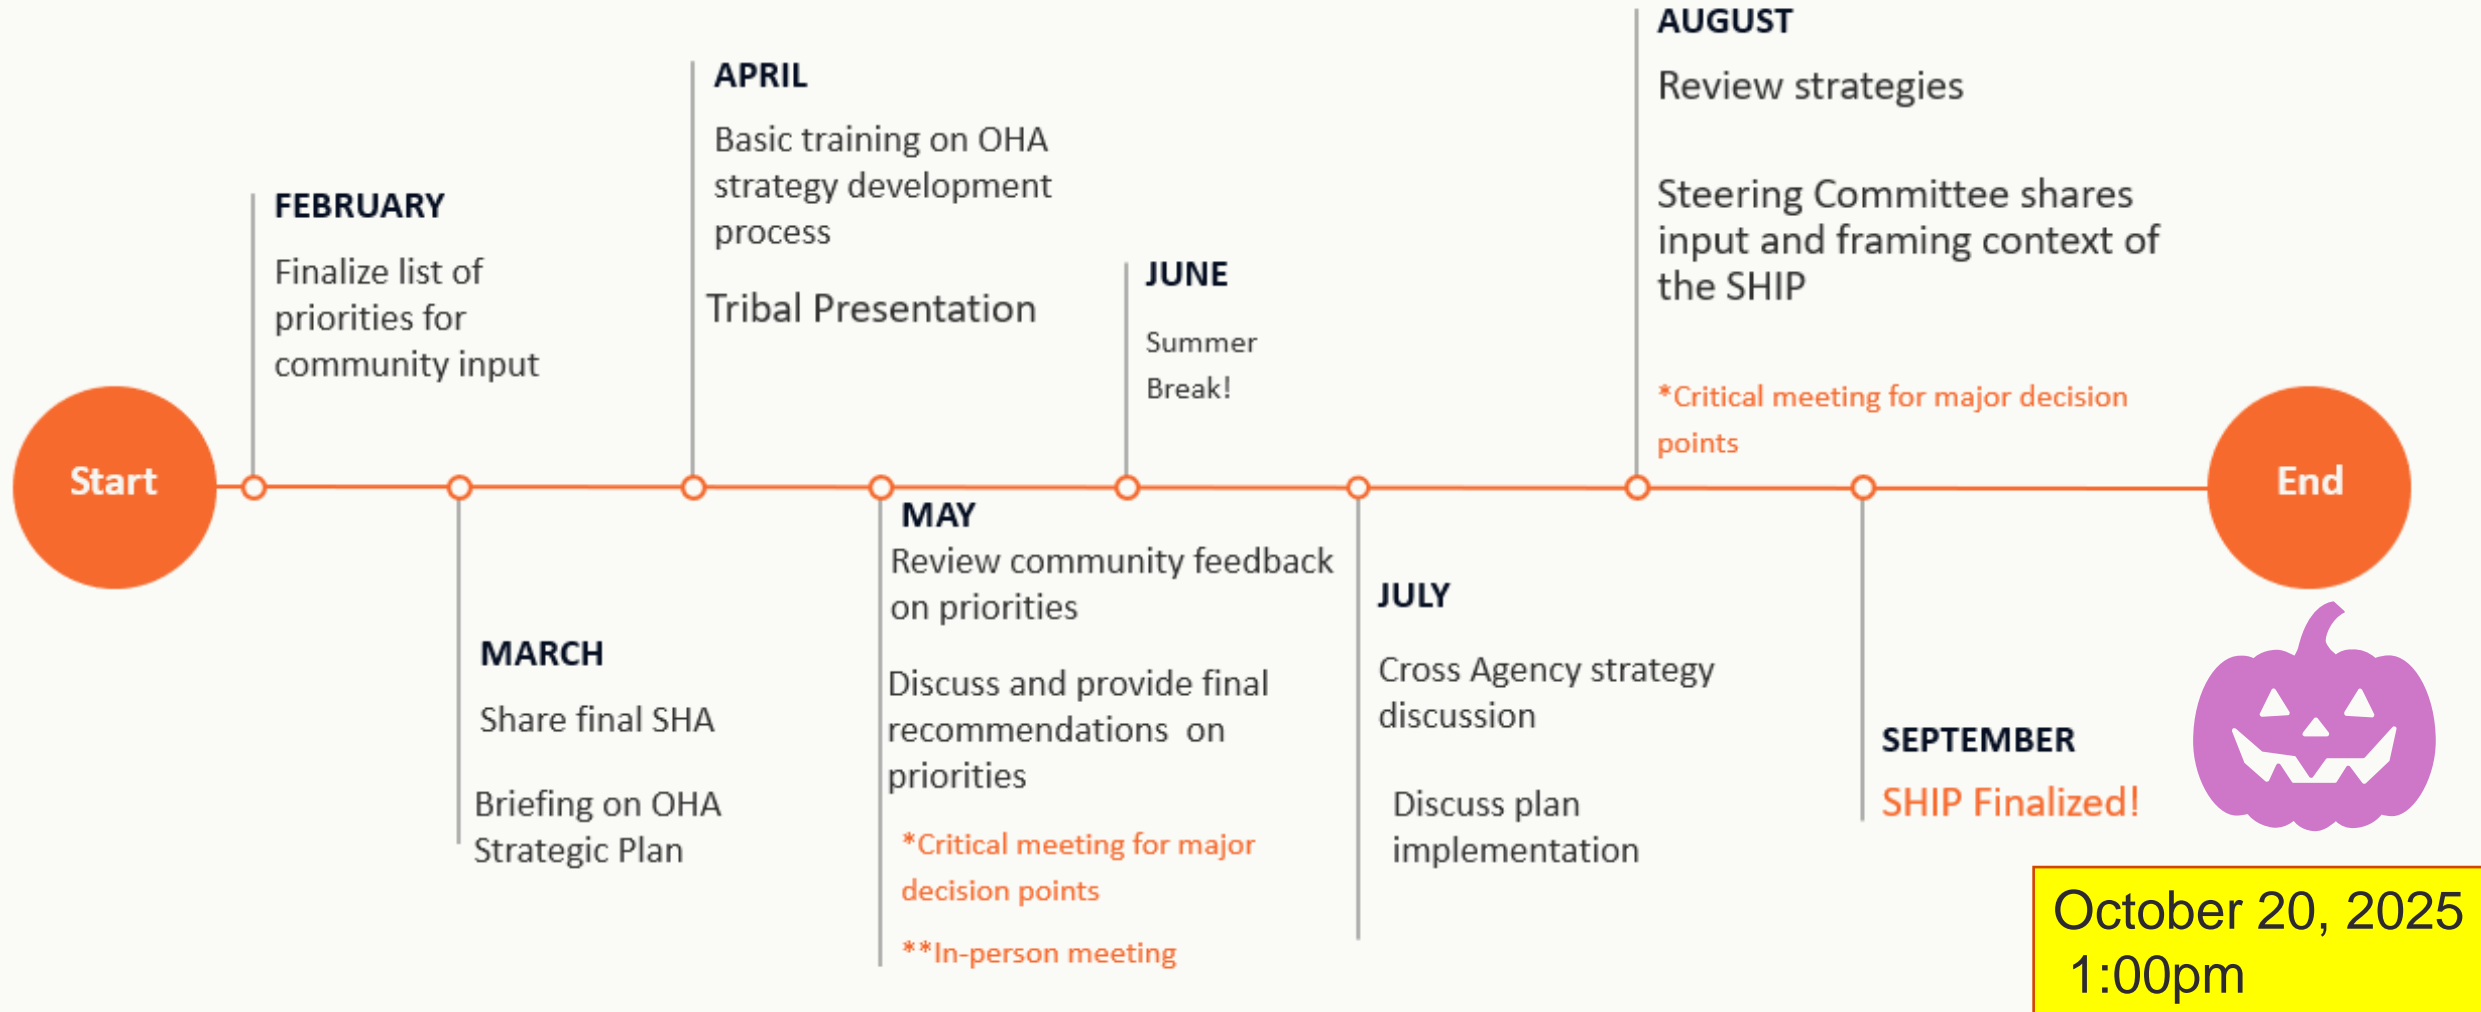 Start
FEBRUARY
Finalize list of
priorities for
community input
MARCH
Share final SHA
Briefing on OHA
Strategic Plan
APRIL
Basic training on OHA
strategy development
process
Tribal Presentation
MAY
Review community feedback
on priorities
Discuss and provide final
recommendations on
priorities
*Critical meeting for major
decision points
**In-person meeting
JUNE
Summer
Break!
JULY
Cross Agency strategy
discussion
Discuss plan
implementation
AUGUST
Review strategies
Steering Committee shares
input and framing context of
the SHIP
*Critical meeting for major decision
points
SEPTEMBER
SHIP Finalized!
End
October 20, 2025
1:00pm